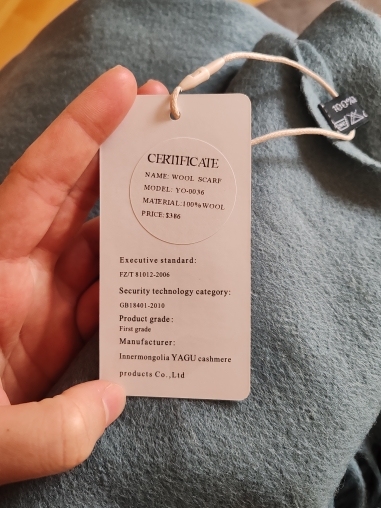 CERTIFICATE
NAME: WOOL SCARF
MODEL: YO-0036
MATERIAL:100%WOOL
PRICE:$386
Executive standard:
FZ/T 81012-2006
Security technology category:
GB18401-2010
Product grade:
First grade
Manufacturer:
Innermongolia YAGU cashmere
products Co.,Ltd
100%